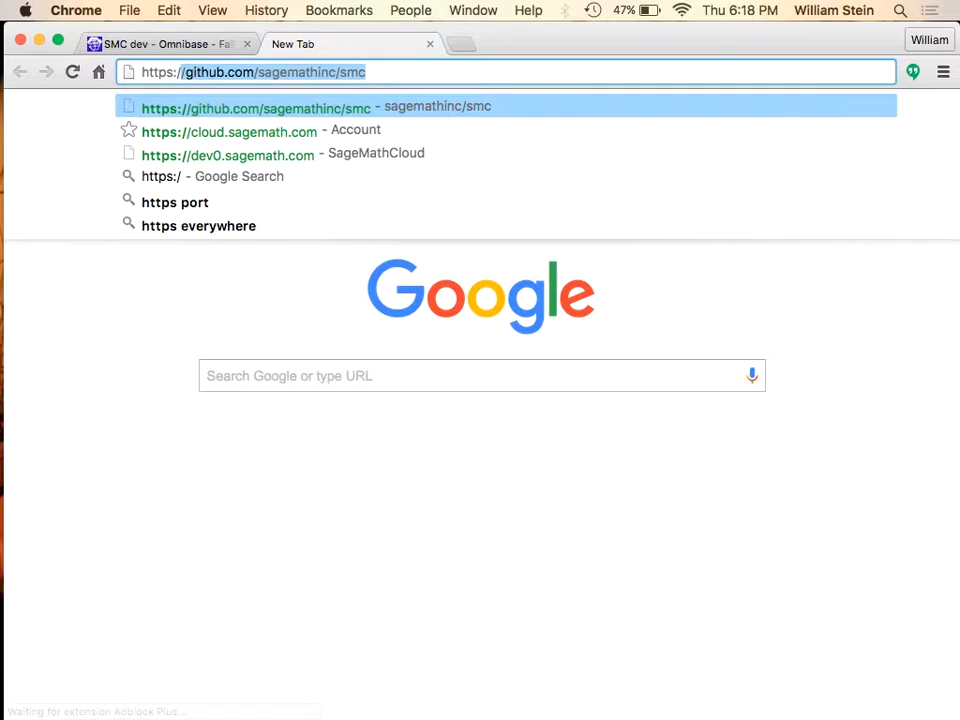 Chrome File Edit View History Bookmarks People Window Help 47% Thu 6:18 PM William Stein
SMC dev - Omnibase - Fai
New Tab
William
https://github.com/sagemathinc/smc
https://github.com/sagemathinc/smc - sagemathinc/smc
https://cloud.sagemath.com - Account
https://dev0.sagemath.com - SageMathCloud
https:/ - Google Search
https port
https everywhere
Google
Search Google or type URL
Waiting for extension Adblock Plus...